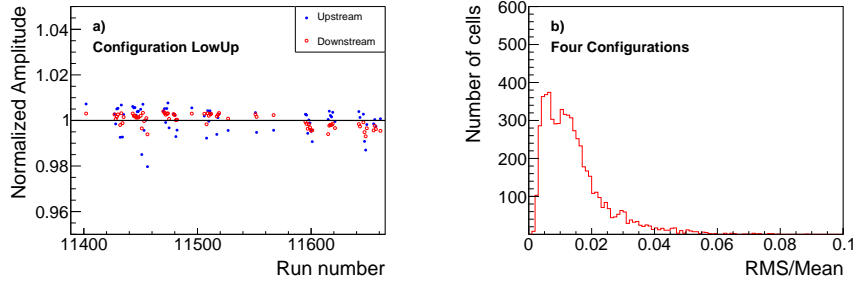 a)
Configuration LowUp
Upstream
Downstream
Normalized Amplitude
1.04
1.02
1
0.98
0.96
11400
11500
11600
Run number
b)
Four Configurations
Number of cells
600
500
400
300
200
100
0
0.02
0.04
0.06
0.08
0.1
RMS/Mean